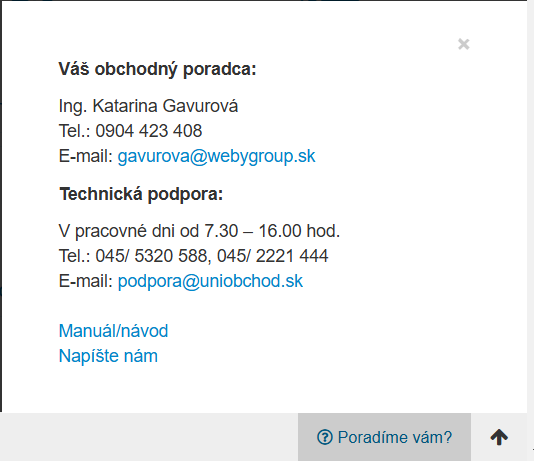 Váš obchodný poradca:
Ing. Katarina Gavurová
Tel.: 0904 423 408
E-mail: gavurova@webygroup.sk
Technická podpora:
V pracovné dni od 7.30 – 16.00 hod.
Tel.: 045/ 5320 588, 045/ 2221 444
E-mail: podpora@uniobchod.sk
Manuál/návod
Napíšte nám
Poradíme vám?